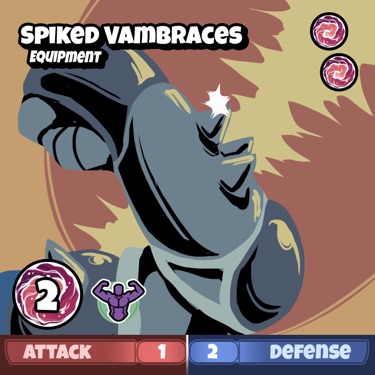 SPIKED VAMBRACES
EQUIPMENT
2
ATTACK 1 2 DEFENSE